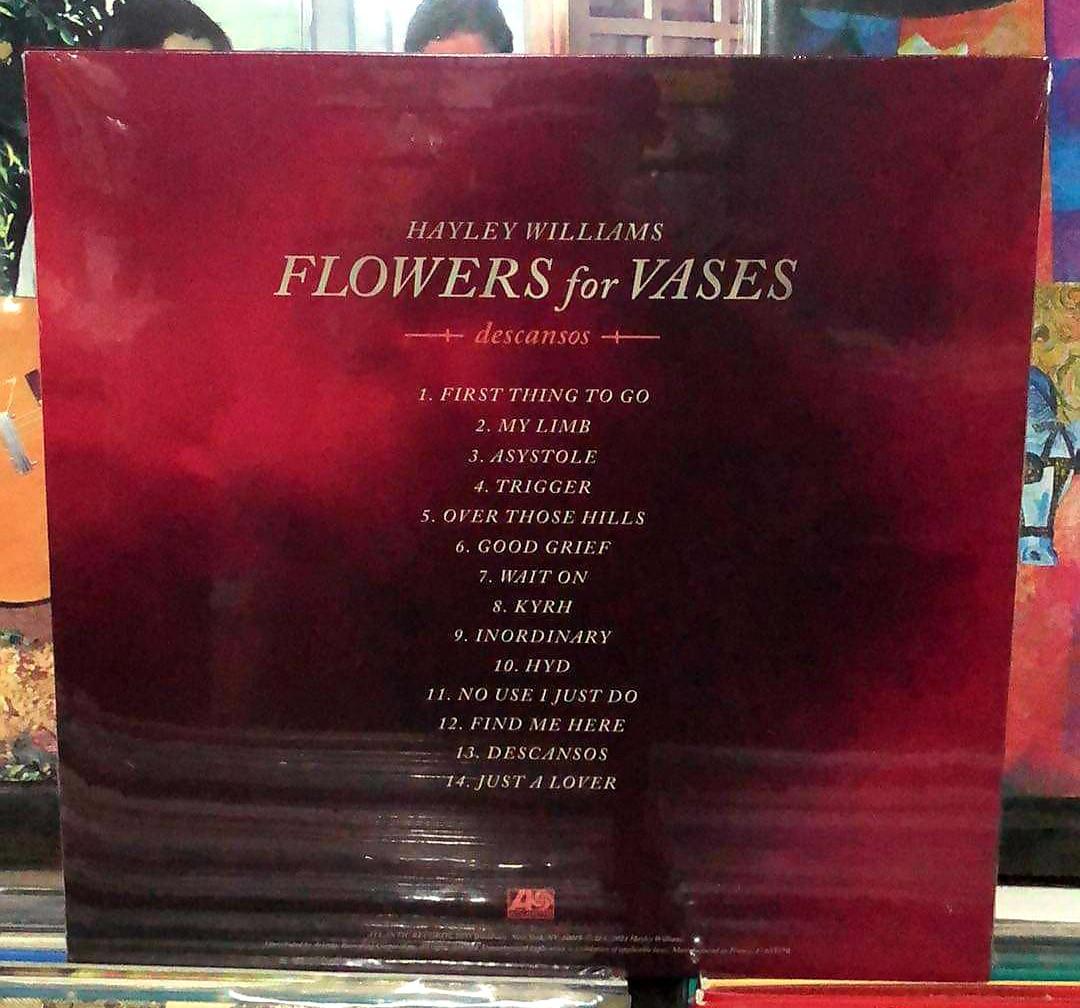 HAYLEY WILLIAMS
FLOWERS for VASES
descansos
1. FIRST THING TO GO
2. MY LIMB
3. ASYSTOLE
4. TRIGGER
5. OVER THOSE HILLS
6. GOOD GRIEF
7. WAIT ON
8. KYRH
9. INORDINARY
10. HYD
11. NO USE I JUST DO
12. FIND ME HERE
13. DESCANSOS
14. JUST A LOVER